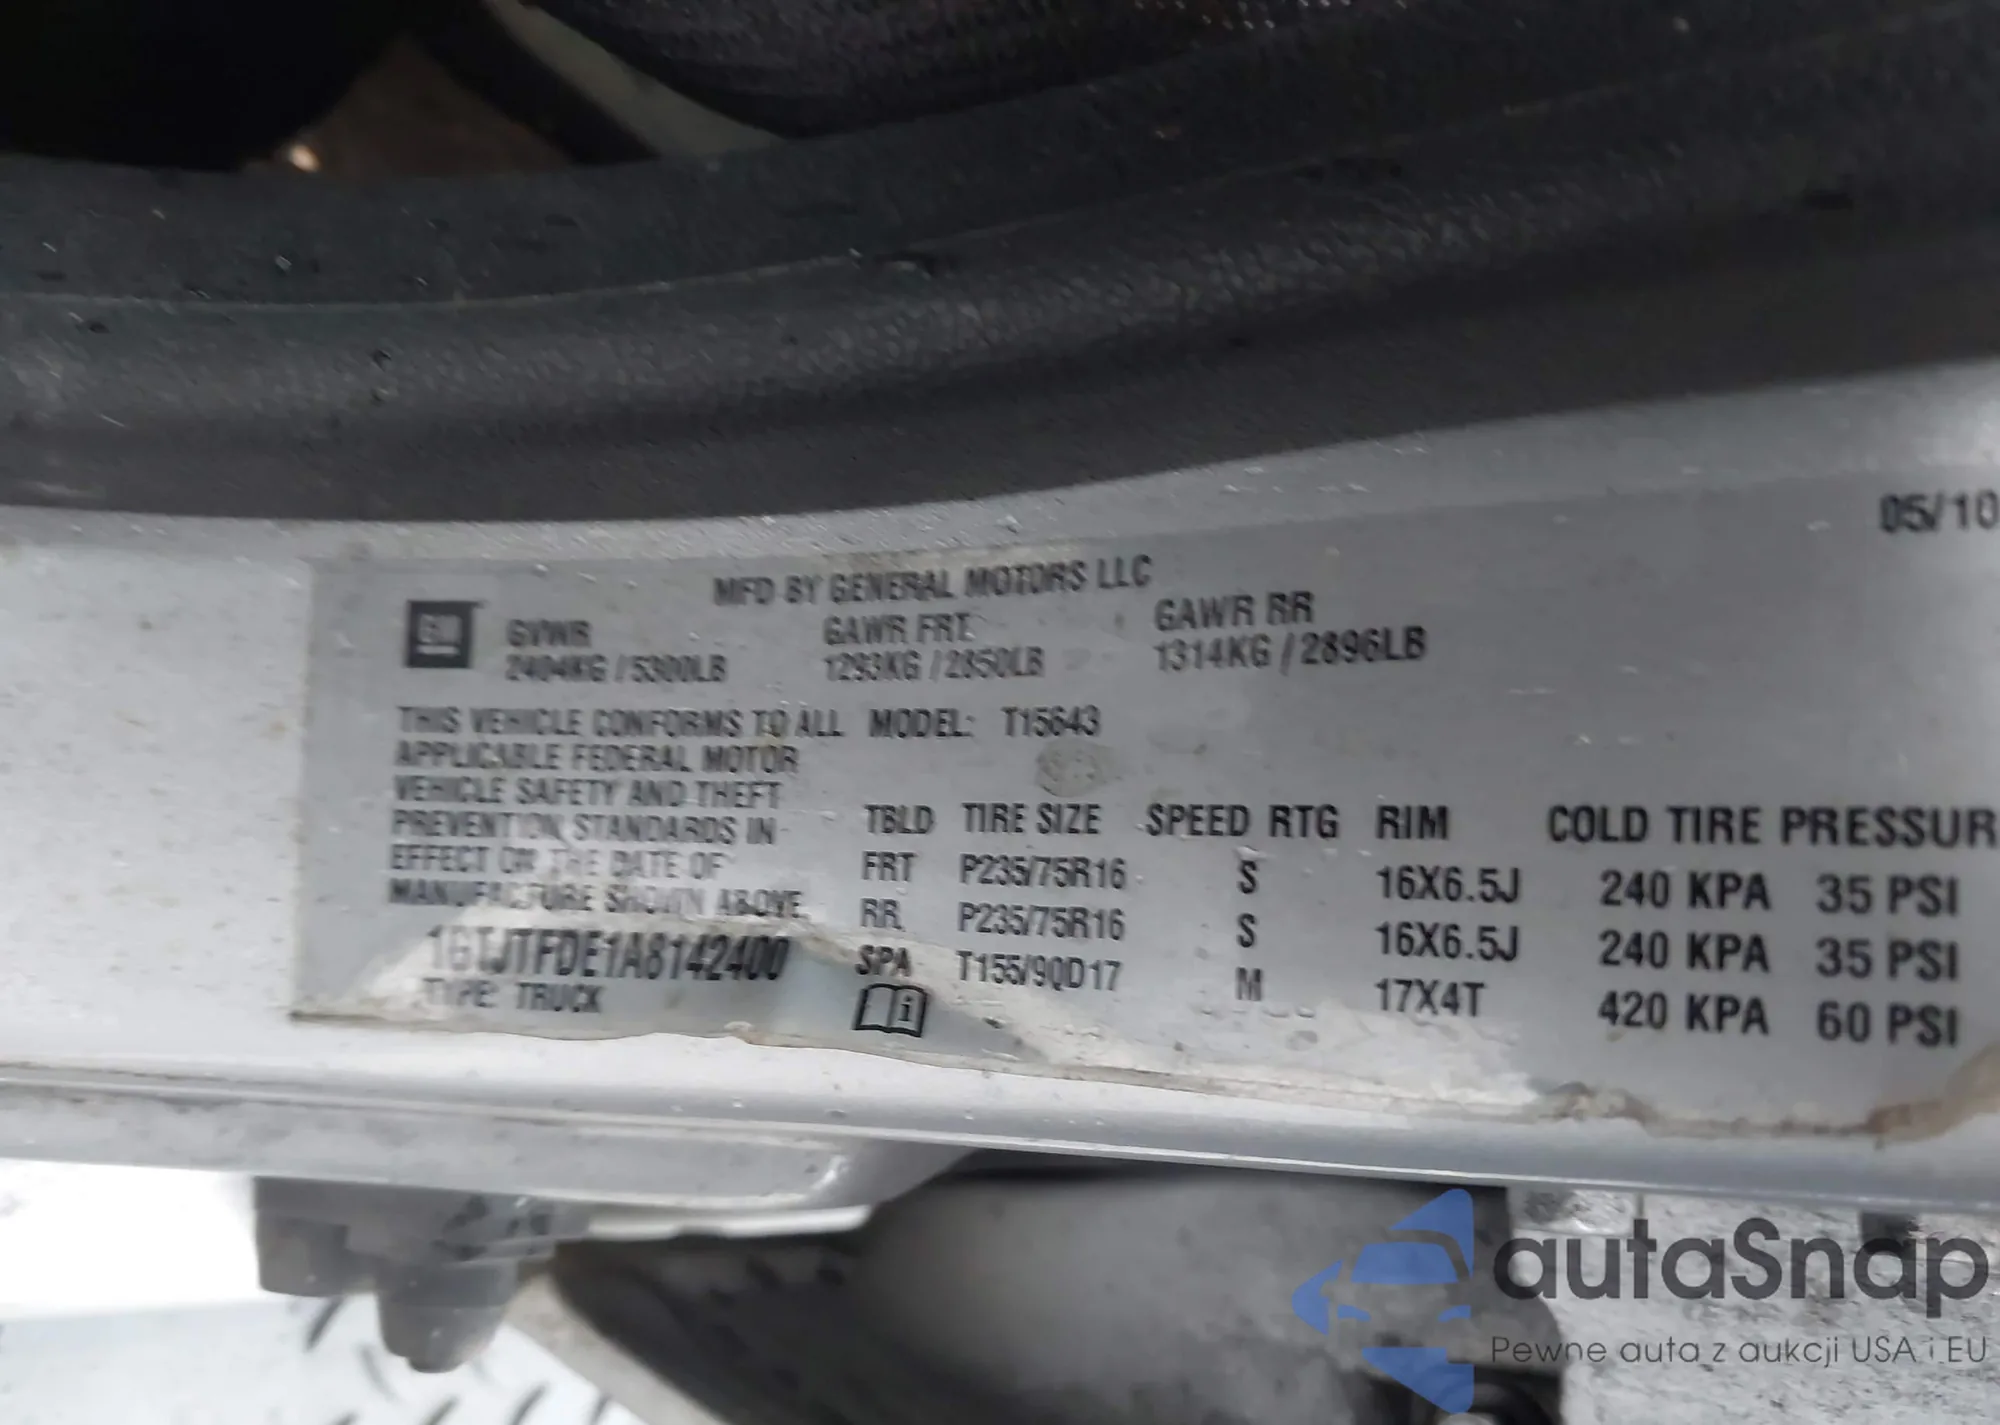 05/10
MFD BY GENERAL MOTORS LLC
GM
GVWR GAWR FRT GAWR RR
2404KG / 5300LB 1293KG / 2850LB 1314KG / 2896LB
THIS VEHICLE CONFORMS TO ALL MODEL: T15643
APPLICABLE FEDERAL MOTOR
VEHICLE SAFETY AND THEFT
PREVENTION STANDARDS IN
EFFECT ON THE DATE OF
MANUFACTURE SHOWN ABOVE
1GTJTFDE1A8142400
TYPE: TRUCK
TBLD TIRE SIZE SPEED RTG RIM COLD TIRE PRESSUR
FRT P235/75R16 S 16X6.5J 240 KPA 35 PSI
RR P235/75R16 S 16X6.5J 240 KPA 35 PSI
SPA T155/90D17 M 17X4T 420 KPA 60 PSI
autaSnap
Pewne auta z aukcji USA i EU